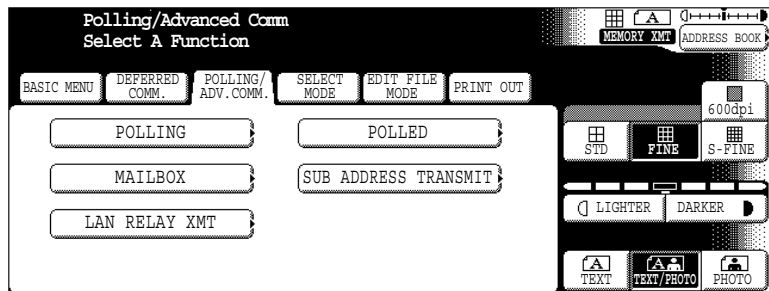 Polling/Advanced Comm
Select A Function
A
MEMORY XMT
ADDRESS BOOK
BASIC MENU
DEFERRED
COMM.
POLLING/
ADV.COMM.
SELECT
MODE
EDIT FILE
MODE
PRINT OUT
600dpi
POLLING
POLLED
STD
FINE
S-FINE
MAILBOX
SUB ADDRESS TRANSMIT
LIGHTER
DARKER
LAN RELAY XMT
A
TEXT
A
TEXT/PHOTO
PHOTO